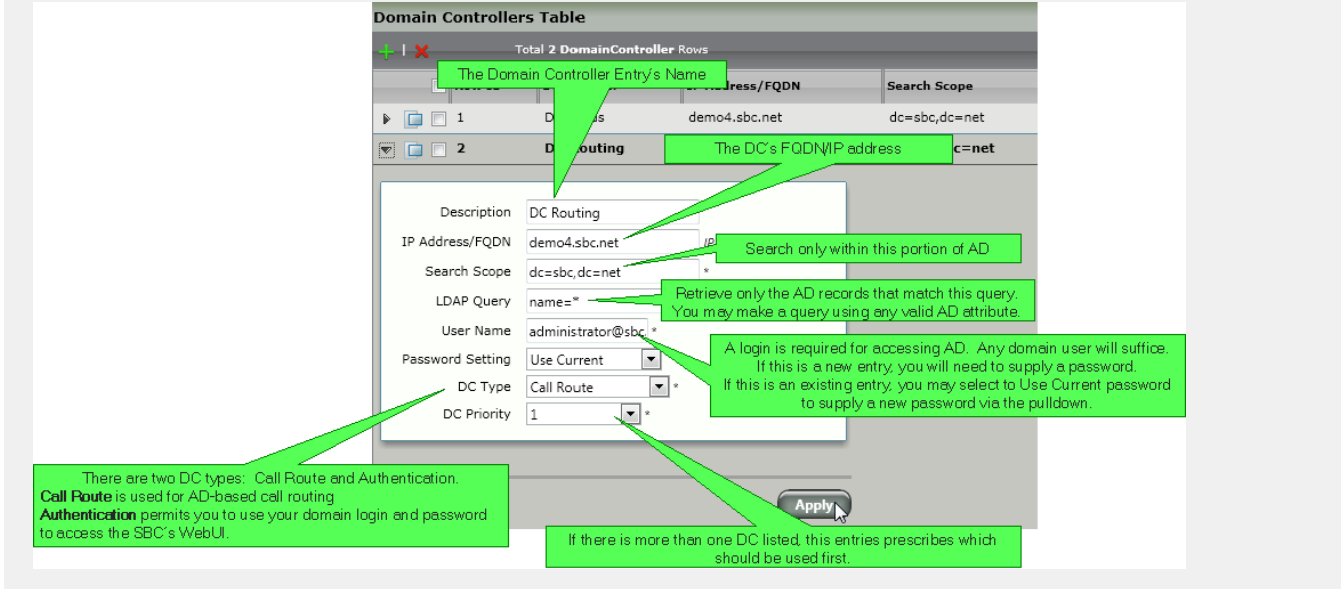 Domain Controllers Table
Total 2 DomainController Rows
The Domain Controller Entry's Name
Address/FQDN
Search Scope
1
demo4.sbc.net
dc=sbc,dc=net
2
The DC's FQDN/IP address
Description
DC Routing
IP Address/FQDN
demo4.sbc.net
IP
Search only within this portion of AD
Search Scope
dc=sbc,dc=net
*
LDAP Query
name=*
Retrieve only the AD records that match this query.
You may make a query using any valid AD attribute.
User Name
administrator@sbc.
*
A login is required for accessing AD. Any domain user will suffice.
If this is a new entry, you will need to supply a password.
If this is an existing entry, you may select to Use Current password
to supply a new password via the pulldown.
Password Setting
Use Current
DC Type
Call Route
*
DC Priority
1
*
There are two DC types: Call Route and Authentication.
Call Route is used for AD-based call routing
Authentication permits you to use your domain login and password
to access the SBC's WebUI.
Apply
If there is more than one DC listed, this entries prescribes which
should be used first.